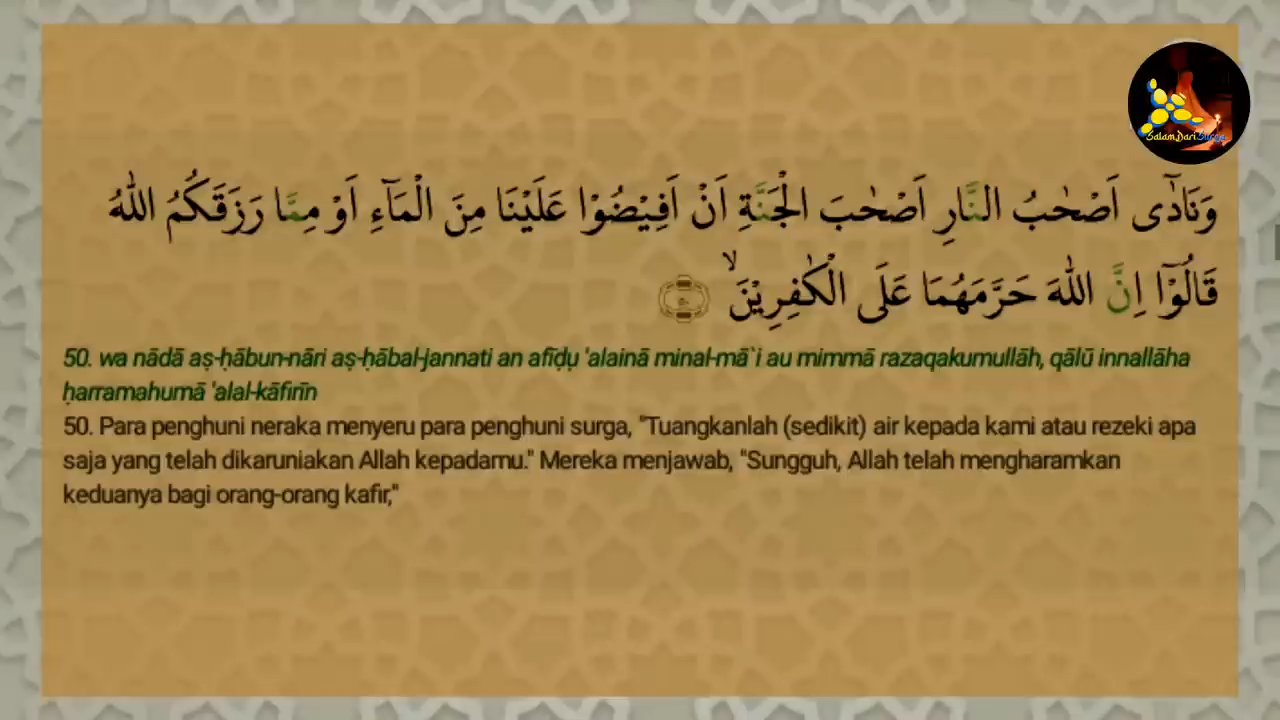 SalamDariSurga
وَنَادٰٓى اَصْحٰبُ النَّارِ اَصْحٰبَ الْجَنَّةِ اَنْ اَفِيْضُوْا عَلَيْنَا مِنَ الْمَاۤءِ اَوْ مِمَّا رَزَقَكُمُ اللّٰهُ
قَالُوْٓا اِنَّ اللّٰهَ حَرَّمَهُمَا عَلَى الْكٰفِرِيْنَۙ ٥٠
50. wa nādā aṣ-ḥābun-nāri aṣ-ḥābal-jannati an afīḍụ 'alainā minal-mā`i au mimmā razaqakumullāh, qālū innallāha
ḥarramahumā 'alal-kāfirīn
50. Para penghuni neraka menyeru para penghuni surga, "Tuangkanlah (sedikit) air kepada kami atau rezeki apa
saja yang telah dikaruniakan Allah kepadamu." Mereka menjawab, "Sungguh, Allah telah mengharamkan
keduanya bagi orang-orang kafir,"